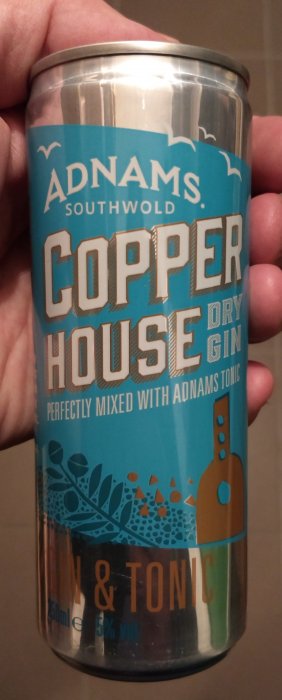 ADNAMS
SOUTHWOLD
COPPER
HOUSE
DRY
GIN
PERFECTLY MIXED WITH ADNAMS TONIC
N & TONIC